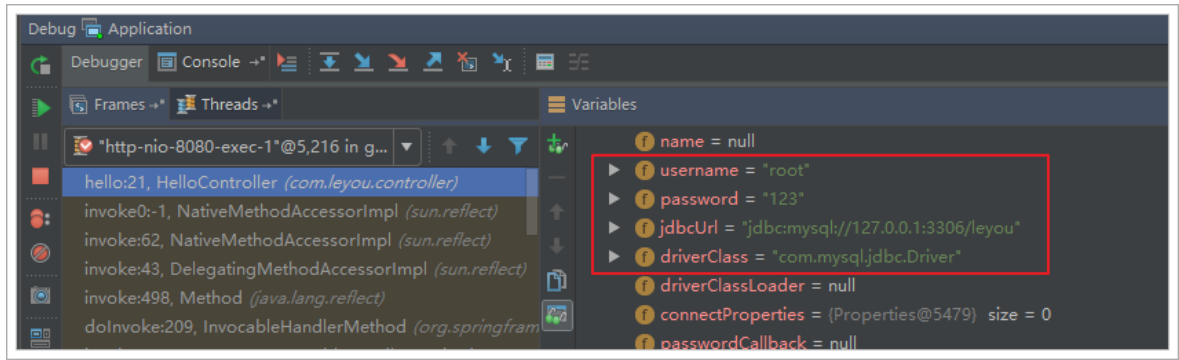 Debug Application
Debugger Console
Frames Threads
"http-nio-8080-exec-1"@5,216 in g...
hello:21, HelloController (com.leyou.controller)
invoke0:-1, NativeMethodAccessorImpl (sun.reflect)
invoke:62, NativeMethodAccessorImpl (sun.reflect)
invoke:43, DelegatingMethodAccessorImpl (sun.reflect)
invoke:498, Method (java.lang.reflect)
doInvoke:209, InvocableHandlerMethod (org.springfram
Variables
name = null
username = "root"
password = "123"
jdbcUrl = "jdbc:mysql://127.0.0.1:3306/leyou"
driverClass = "com.mysql.jdbc.Driver"
driverClassLoader = null
connectProperties = {Properties@5479} size = 0
passwordCallback = null